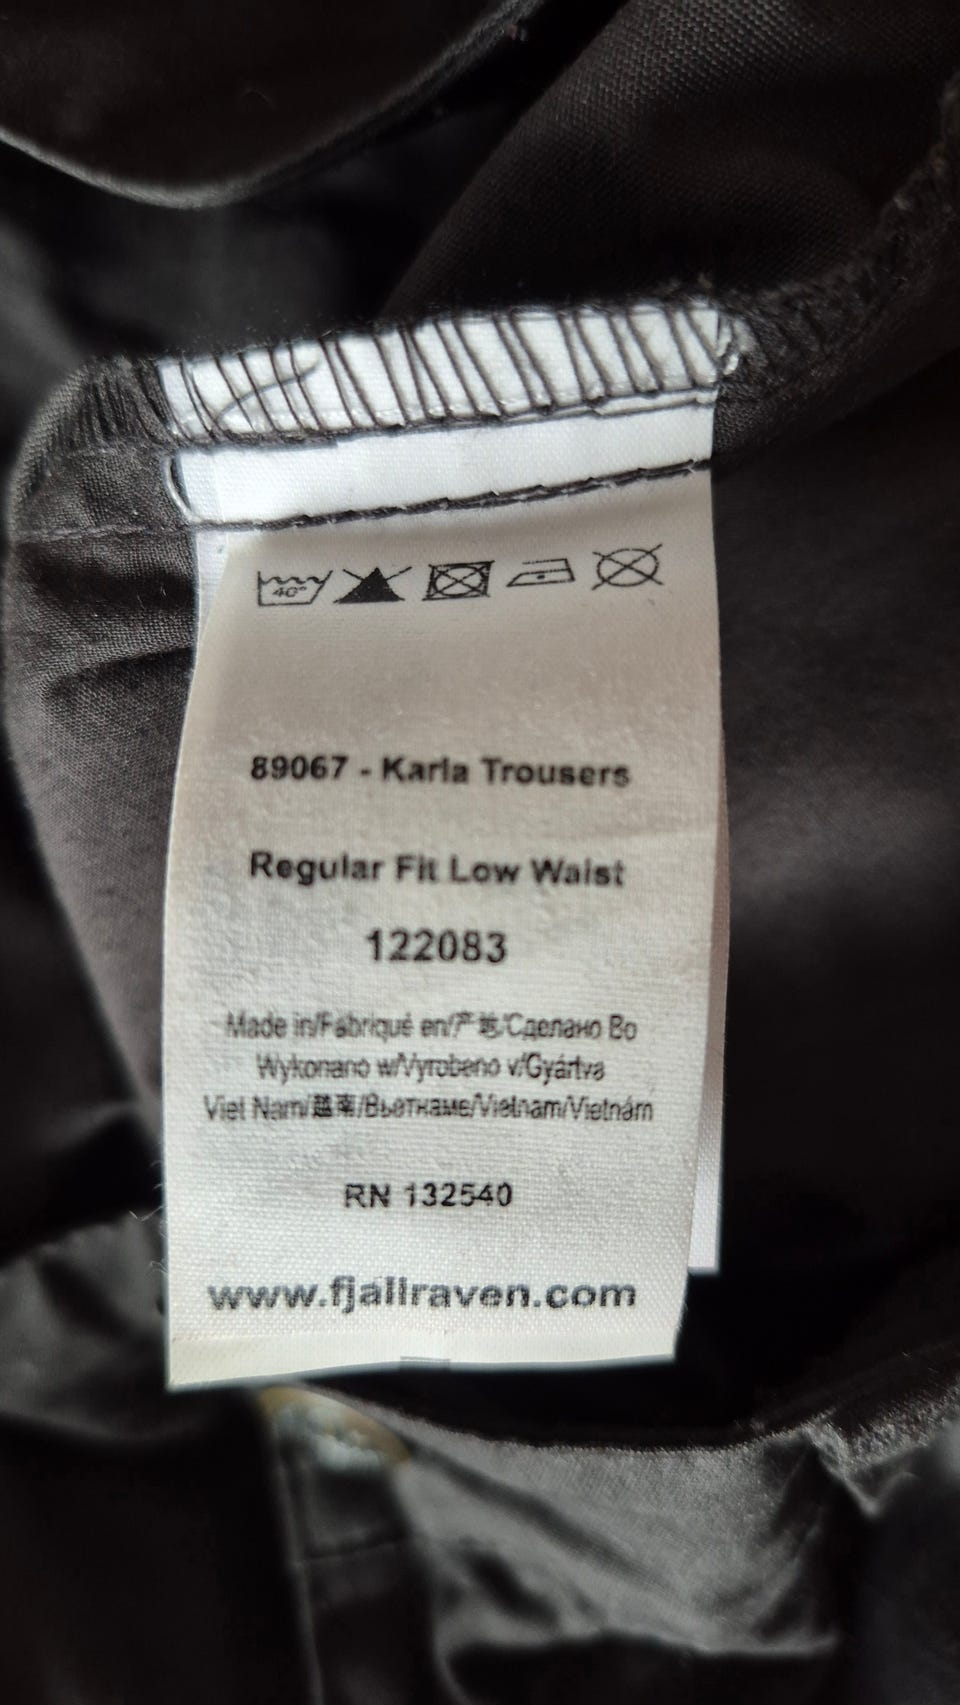 40°
89067 - Karla Trousers
Regular Fit Low Waist
122083
Made in/Fabriqué en/产地/Сделано Во
Wykonano w/Vyrobeno v/Gyártva
Viet Nam/越南/Вьетнаме/Vietnam/Vietnám
RN 132540
www.fjallraven.com